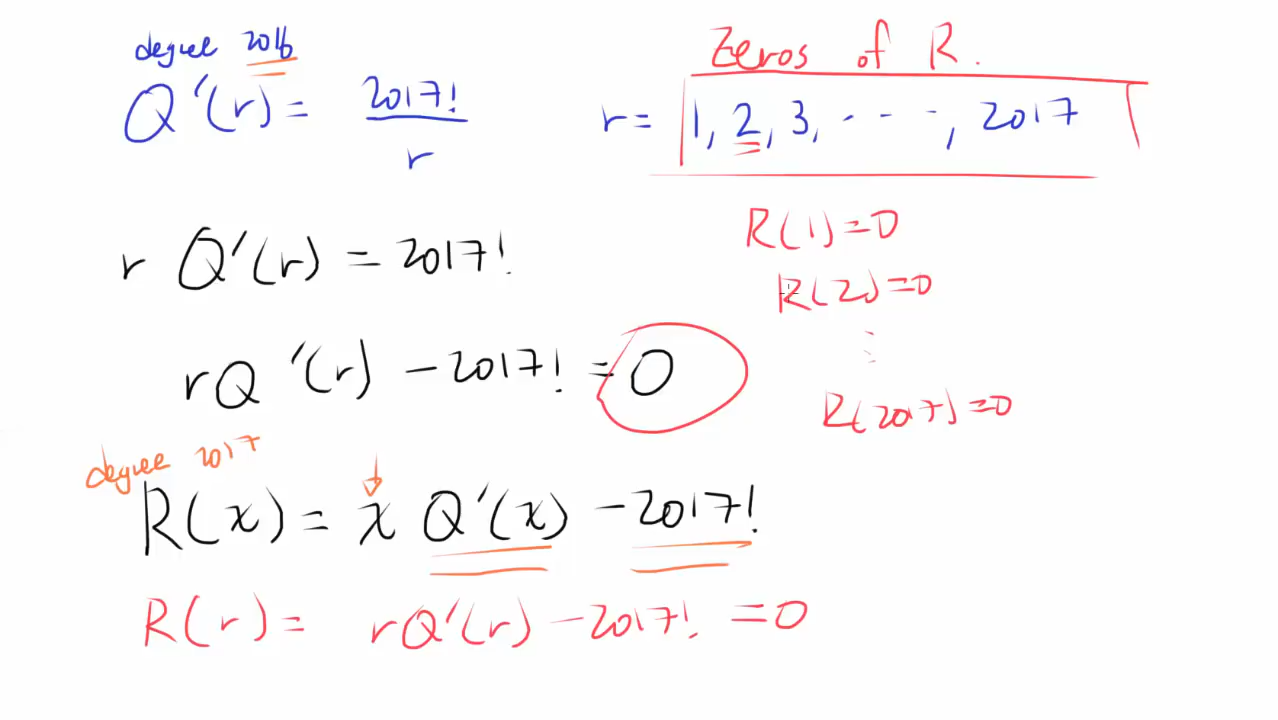 degree 2016
Q'(r) = 2017! / r
Zeros of R.
r = 1, 2, 3, ....., 2017
r Q'(r) = 2017!
rQ'(r) - 2017! = 0
R(1)=0
R(2)=0
⋮
R(2017)=0
degree 2017
R(x) = x Q'(x) - 2017!
R(r) = rQ'(r) - 2017! = 0